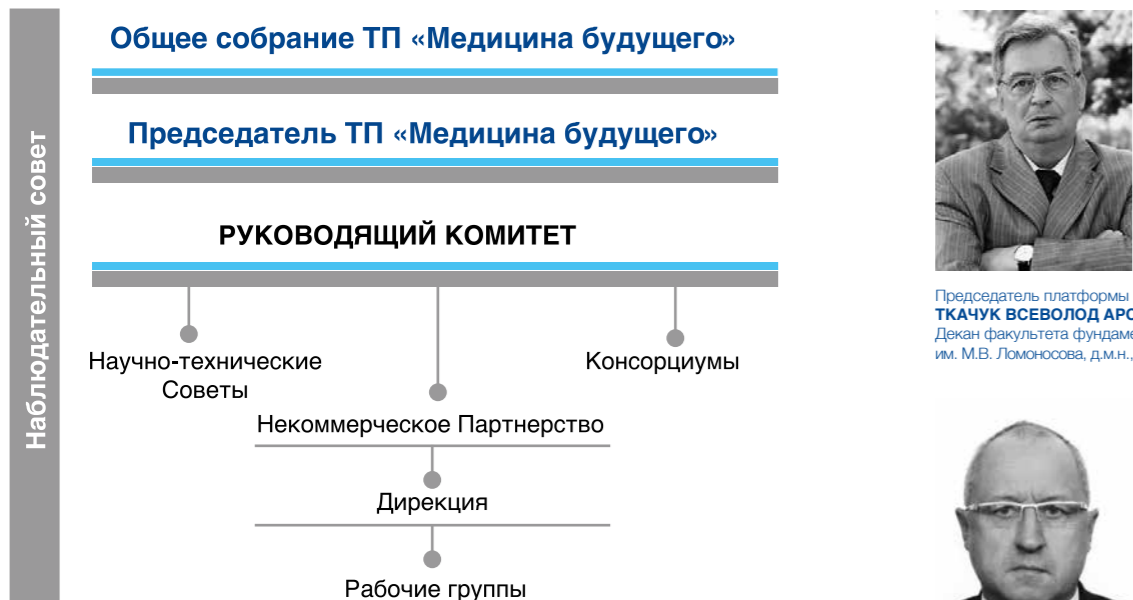 Наблюдательный совет
Общее собрание ТП «Медицина будущего»
Председатель ТП «Медицина будущего»
РУКОВОДЯЩИЙ КОМИТЕТ
Научно-технические
Советы
Консорциумы
Некоммерческое Партнерство
Дирекция
Рабочие группы
Председатель платформы
ТКАЧУК ВСЕВОЛОД
Декан факультета
им. М.В. Ломоносова, д.м.н.,